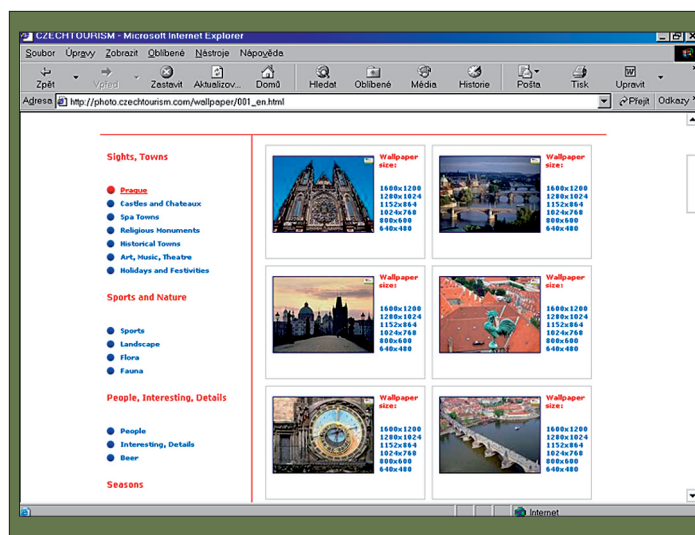 CZECHTOURISM - Microsoft Internet Explorer
Soubor Úpravy Zobrazit Oblíbené Nástroje Nápověda
Zpět Vpřed Zastavit Aktualizov... Domů Hledat Oblíbené Média Historie Pošta Tisk Upravit
Adresa http://photo.czechtourism.com/wallpaper/001_en.html Přejít Odkazy
Sights, Towns
Prague
Castles and Chateaux
Spa Towns
Religious Monuments
Historical Towns
Art, Music, Theatre
Holidays and Festivities
Sports and Nature
Sports
Landscape
Flora
Fauna
People, Interesting, Details
People
Interesting, Details
Beer
Seasons
Wallpaper
size:
1600x1200
1280x1024
1152x864
1024x768
800x600
640x480
Wallpaper
size:
1600x1200
1280x1024
1152x864
1024x768
800x600
640x480
Wallpaper
size:
1600x1200
1280x1024
1152x864
1024x768
800x600
640x480
Wallpaper
size:
1600x1200
1280x1024
1152x864
1024x768
800x600
640x480
Wallpaper
size:
1600x1200
1280x1024
1152x864
1024x768
800x600
640x480
Wallpaper
size:
1600x1200
1280x1024
1152x864
1024x768
800x600
640x480
Internet